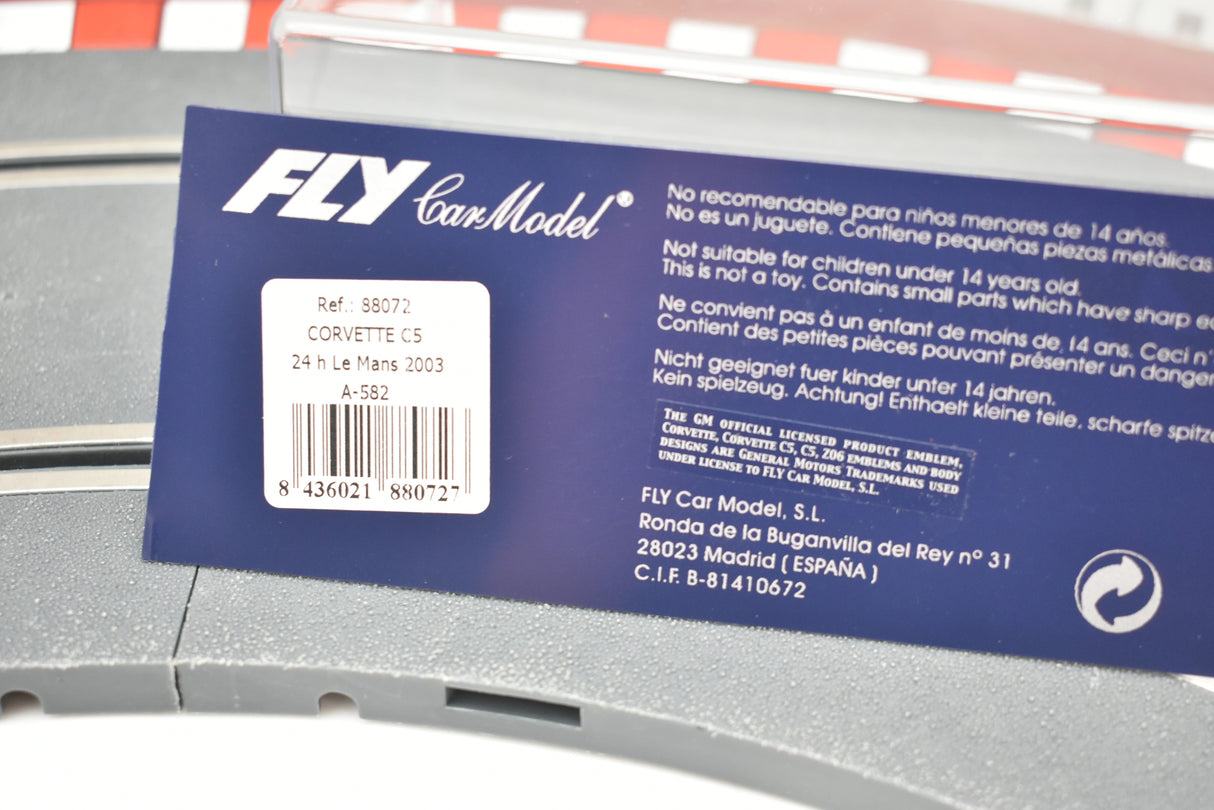 FLY Car Model®
Ref.: 88072
CORVETTE C5
24 h Le Mans 2003
A-582
8 436021 880727
No recomendable para niños menores de 14 años.
No es un juguete. Contiene pequeñas piezas metálicas
Not suitable for children under 14 years old.
This is not a toy. Contains small parts which have sharp
Ne convient pas à un enfant de moins de 14 ans. Ceci n'
Contient des petites pièces pouvant présenter un danger
Nicht geeignet fuer kinder unter 14 jahren.
Kein spielzeug. Achtung! Enthaelt kleine teile, scharfe
THE GM OFFICIAL LICENSED PRODUCT EMBLEM,
CORVETTE, CORVETTE C5, C5, Z06 EMBLEMS AND BODY
DESIGNS ARE GENERAL MOTORS TRADEMARKS USED
UNDER LICENSE TO FLY CAR MODEL, S.L.
FLY Car Model, S.L.
Ronda de la Buganvilla del Rey nº 31
28023 Madrid ( ESPAÑA )
C.I.F. B-81410672